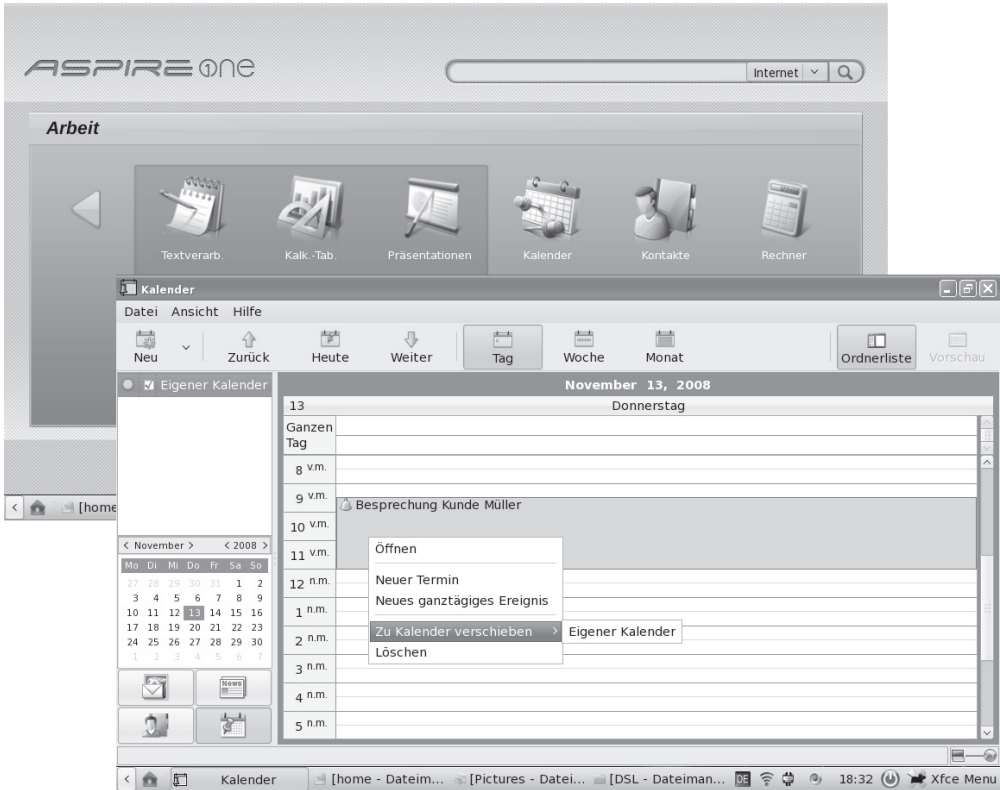 ASPIRE one
Internet
Arbeit
Textverarb.
Kalk.-Tab.
Präsentationen
Kalender
Kontakte
Rechner
[home
Kalender
Datei Ansicht Hilfe
Neu
Zurück
Heute
Weiter
Tag
Woche
Monat
Ordnerliste
Vorschau
Eigener Kalender
November 13, 2008
13 Donnerstag
Ganzen
Tag
8 v.m.
9 v.m.
Besprechung Kunde Müller
10 v.m.
11 v.m.
12 n.m.
1 n.m.
2 n.m.
3 n.m.
4 n.m.
5 n.m.
Öffnen
Neuer Termin
Neues ganztägiges Ereignis
Zu Kalender verschieben >
Eigener Kalender
Löschen
< November > < 2008 >
Mo Di Mi Do Fr Sa So
27 28 29 30 31 1 2
3 4 5 6 7 8 9
10 11 12 13 14 15 16
17 18 19 20 21 22 23
24 25 26 27 28 29 30
1 2 3 4 5 6 7
News
Kalender
[home - Dateim...
[Pictures - Datei...
[DSL - Dateiman...
DE
18:32
Xfce Menu